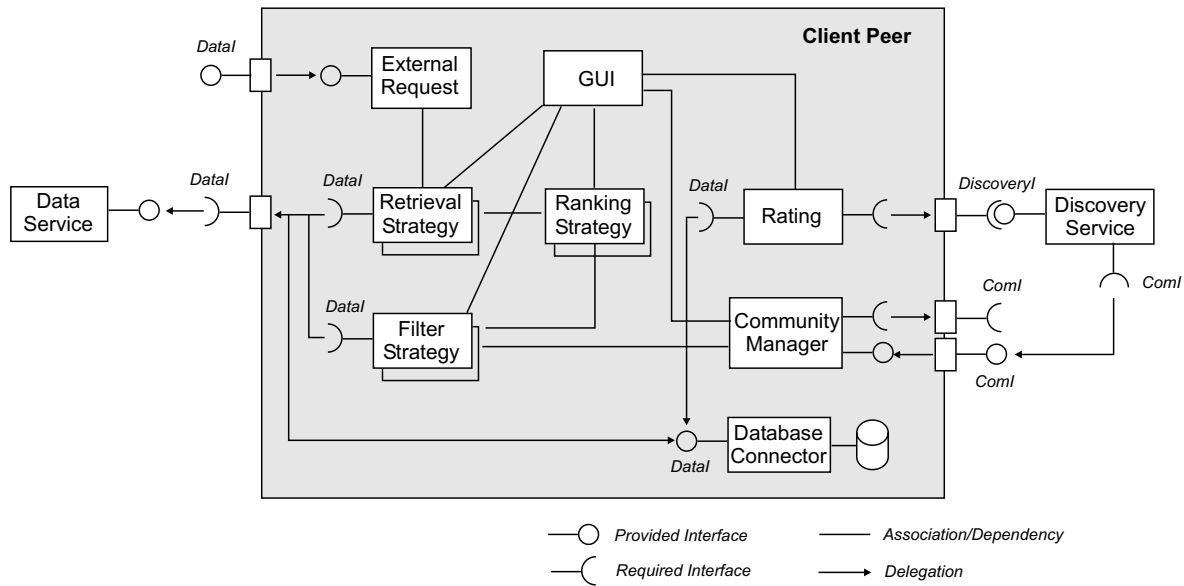 Client Peer
DataI
External
Request
GUI
Data
Service
DataI
DataI
Retrieval
Strategy
Ranking
Strategy
DataI
Rating
DiscoveryI
Discovery
Service
DataI
Filter
Strategy
Community
Manager
ComI
ComI
ComI
DataI
Database
Connector
Provided Interface
Association/Dependency
Required Interface
Delegation